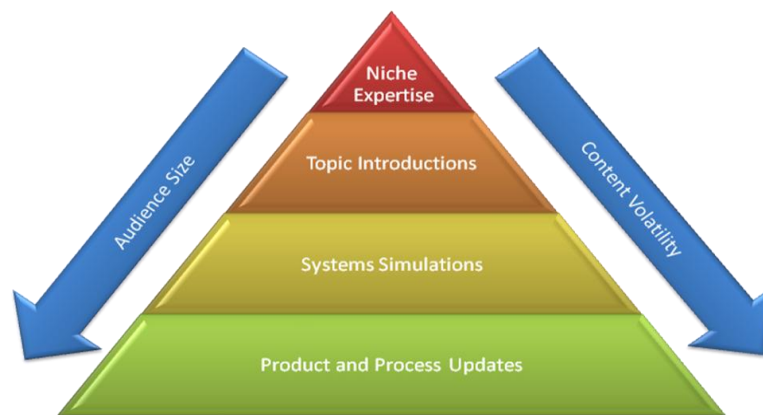 Niche
Expertise
Audience Size
Topic Introductions
Content Volatility
Systems Simulations
Product and Process Updates